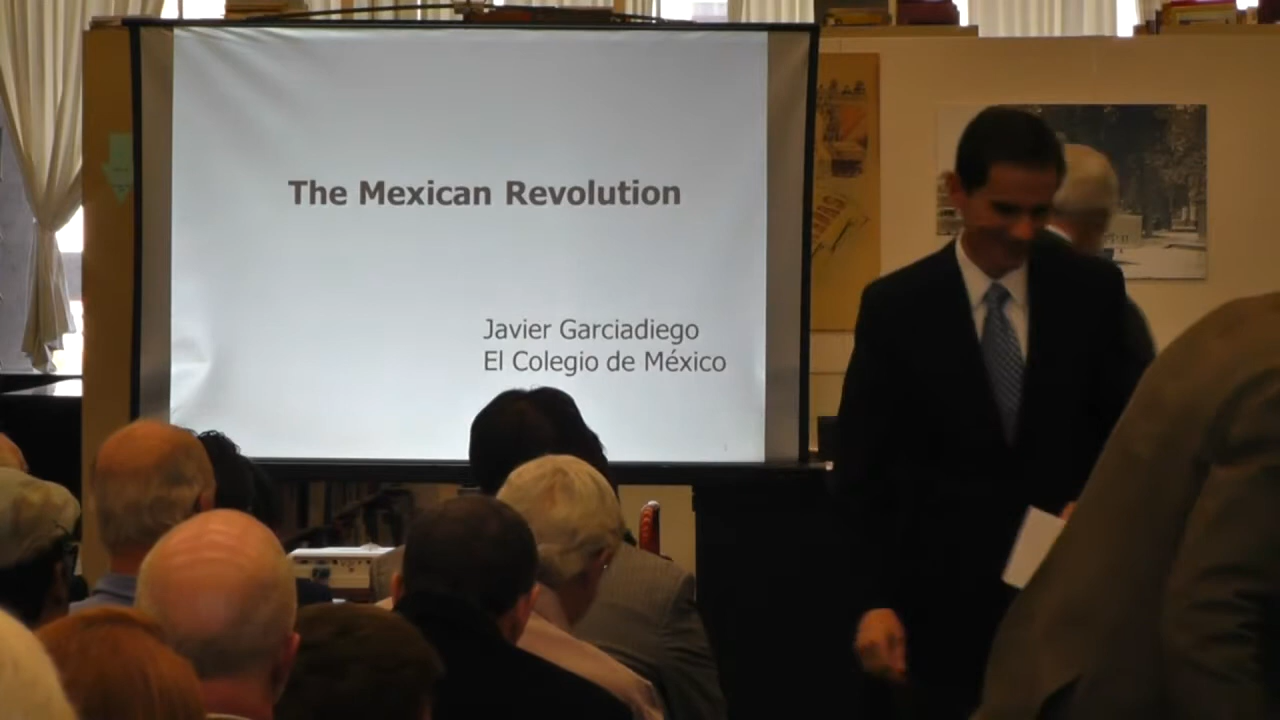 The Mexican Revolution
Javier Garciadiego
El Colegio de México